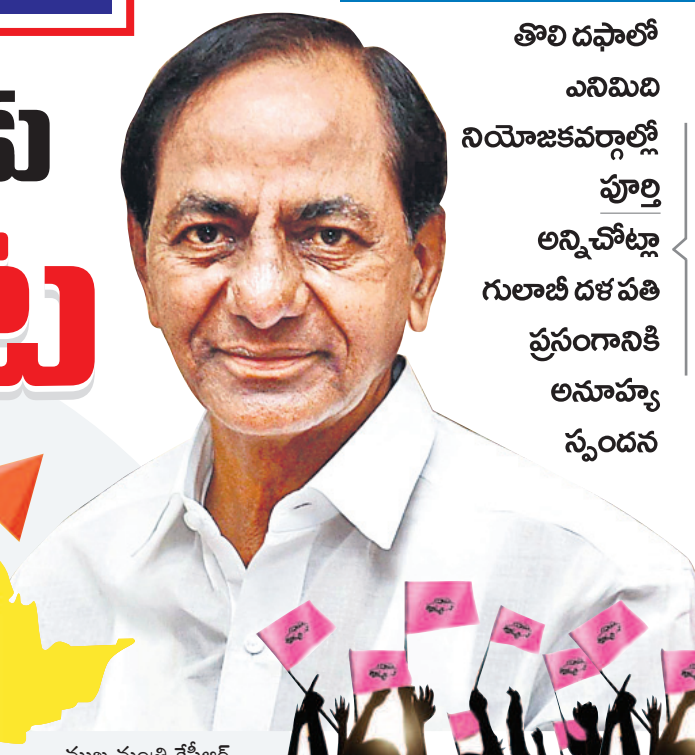 తొలి దఫాలో
ఎనిమిది
నియోజకవర్గాల్లో
పూర్తి
అన్నిచోట్లా
గులాబీ దళపతి
ప్రసంగానికి
అనూహ్య
స్పందన